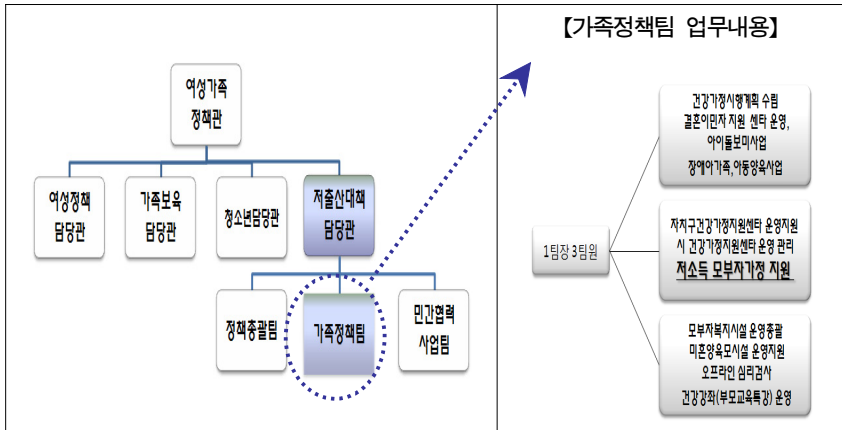 여성가족
정책관
여성정책
담당관
가족보육
담당관
청소년담당관
저출산대책
담당관
정책총괄팀
가족정책팀
민간협력
사업팀
【가족정책팀 업무내용】
1팀장 3팀원
건강가정시행계획 수립
결혼이민자 지원 센타 운영,
아이돌보미사업
장애아가족,아동양육사업
자치구건강가정지원센타 운영지원
시 건강가정지원센타 운영 관리
저소득 모부자가정 지원
모부자복지시설 운영총괄
미혼양육모시설 운영지원
오프라인 심리검사
건강강좌(부모교육특강) 운영